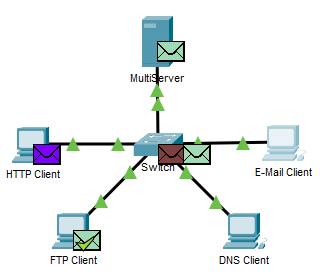 MultiServer
Switch
HTTP Client
E-Mail Client
FTP Client
DNS Client